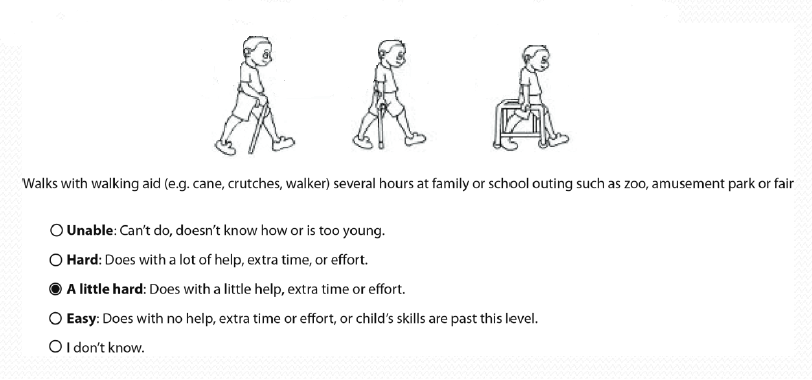 Walks with walking aid (e.g. cane, crutches, walker) several hours at family or school outing such as zoo, amusement park or fair
Unable: Can't do, doesn't know how or is too young.
Hard: Does with a lot of help, extra time, or effort.
A little hard: Does with a little help, extra time or effort.
Easy: Does with no help, extra time or effort, or child's skills are past this level.
I don't know.